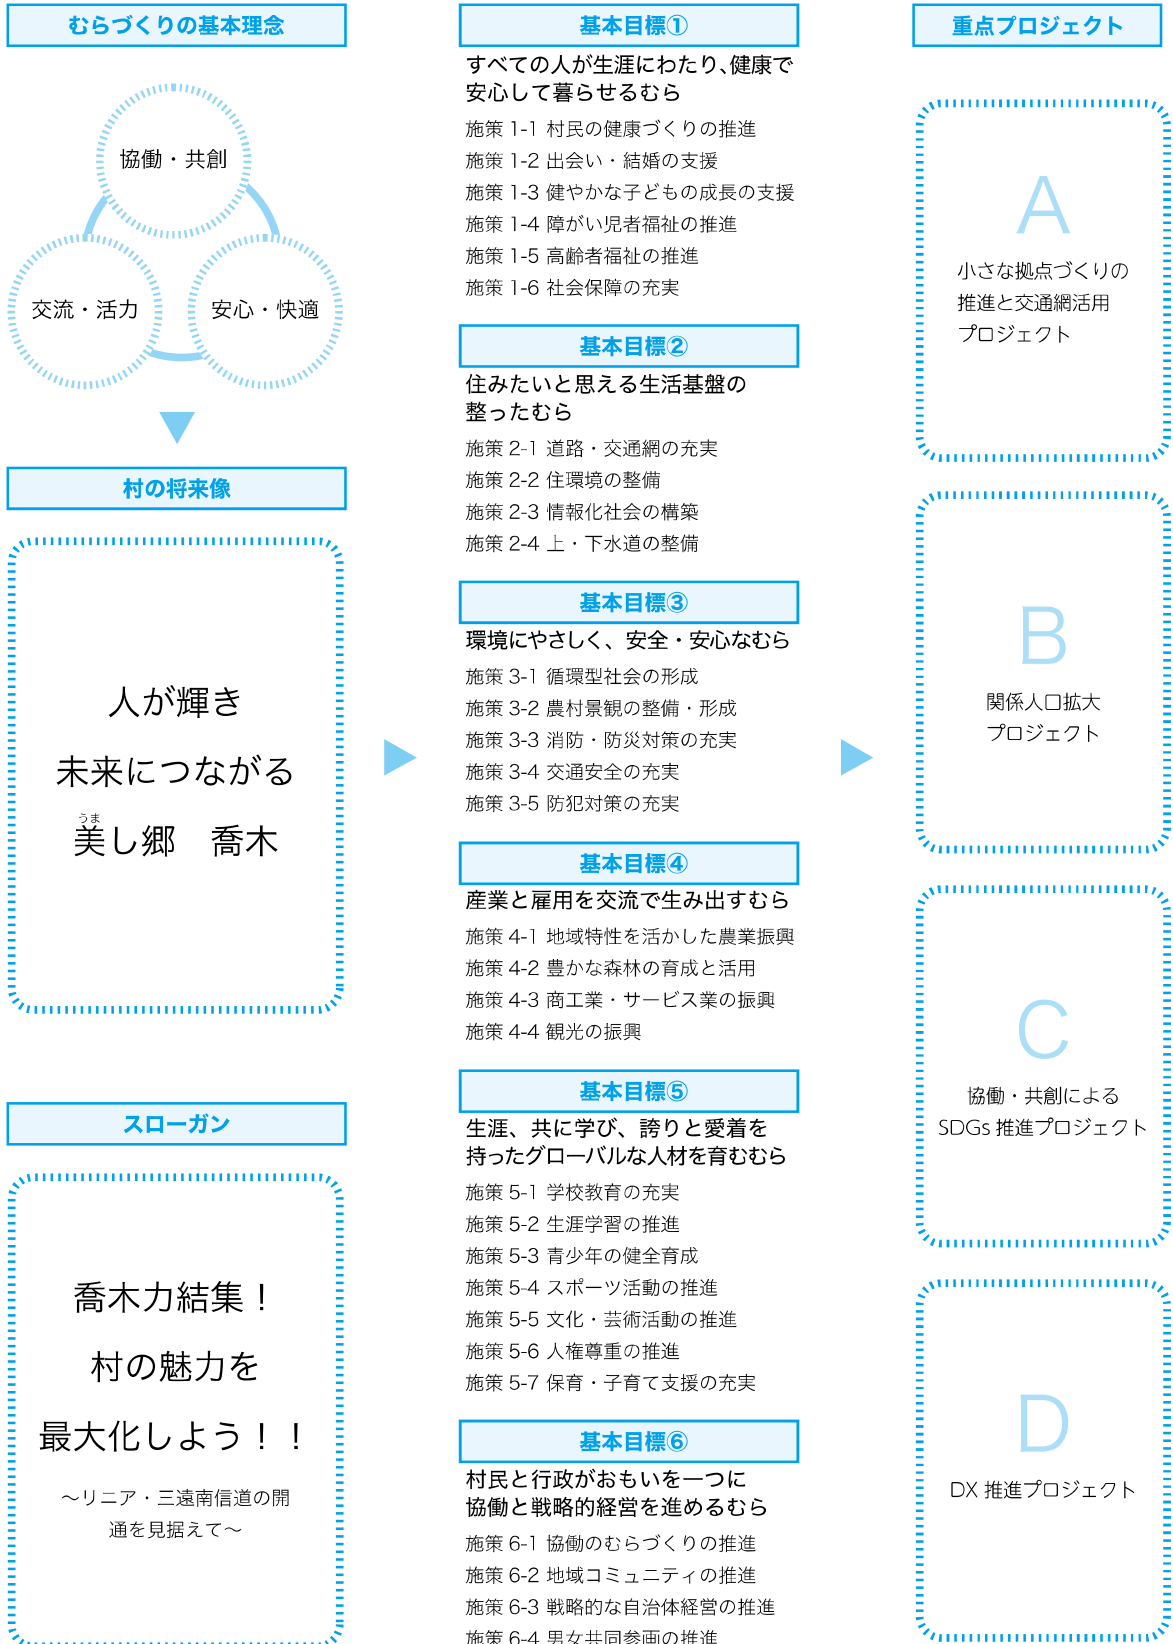 むらづくりの基本理念
協働・共創
交流・活力
安心・快適
村の将来像
人が輝き
未来につながる
うま
美し郷　喬木
スローガン
喬木力結集！
村の魅力を
最大化しよう！！
～リニア・三遠南信道の開
通を見据えて～
基本目標①
すべての人が生涯にわたり、健康で
安心して暮らせるむら
施策 1-1 村民の健康づくりの推進
施策 1-2 出会い・結婚の支援
施策 1-3 健やかな子どもの成長の支援
施策 1-4 障がい児者福祉の推進
施策 1-5 高齢者福祉の推進
施策 1-6 社会保障の充実
基本目標②
住みたいと思える生活基盤の
整ったむら
施策 2-1 道路・交通網の充実
施策 2-2 住環境の整備
施策 2-3 情報化社会の構築
施策 2-4 上・下水道の整備
基本目標③
環境にやさしく、安全・安心なむら
施策 3-1 循環型社会の形成
施策 3-2 農村景観の整備・形成
施策 3-3 消防・防災対策の充実
施策 3-4 交通安全の充実
施策 3-5 防犯対策の充実
基本目標④
産業と雇用を交流で生み出すむら
施策 4-1 地域特性を活かした農業振興
施策 4-2 豊かな森林の育成と活用
施策 4-3 商工業・サービス業の振興
施策 4-4 観光の振興
基本目標⑤
生涯、共に学び、誇りと愛着を
持ったグローバルな人材を育むむら
施策 5-1 学校教育の充実
施策 5-2 生涯学習の推進
施策 5-3 青少年の健全育成
施策 5-4 スポーツ活動の推進
施策 5-5 文化・芸術活動の推進
施策 5-6 人権尊重の推進
施策 5-7 保育・子育て支援の充実
基本目標⑥
村民と行政がおもいを一つに
協働と戦略的経営を進めるむら
施策 6-1 協働のむらづくりの推進
施策 6-2 地域コミュニティの推進
施策 6-3 戦略的な自治体経営の推進
施策 6-4 男女共同参画の推進
重点プロジェクト
A
小さな拠点づくりの
推進と交通網活用
プロジェクト
B
関係人口拡大
プロジェクト
C
協働・共創による
SDGs 推進プロジェクト
D
DX 推進プロジェクト